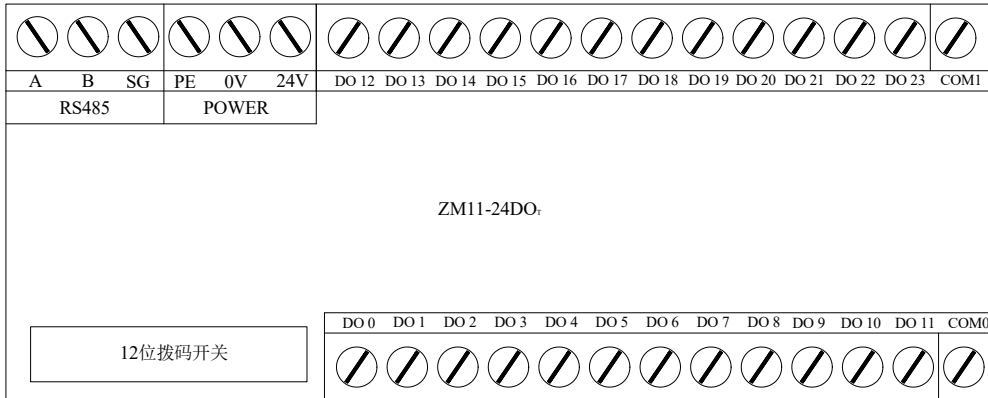 A B SG PE 0V 24V DO 12 DO 13 DO 14 DO 15 DO 16 DO 17 DO 18 DO 19 DO 20 DO 21 DO 22 DO 23 COM1
RS485 POWER
ZM11-24DOT
DO 0 DO 1 DO 2 DO 3 DO 4 DO 5 DO 6 DO 7 DO 8 DO 9 DO 10 DO 11 COM0
12位拨码开关